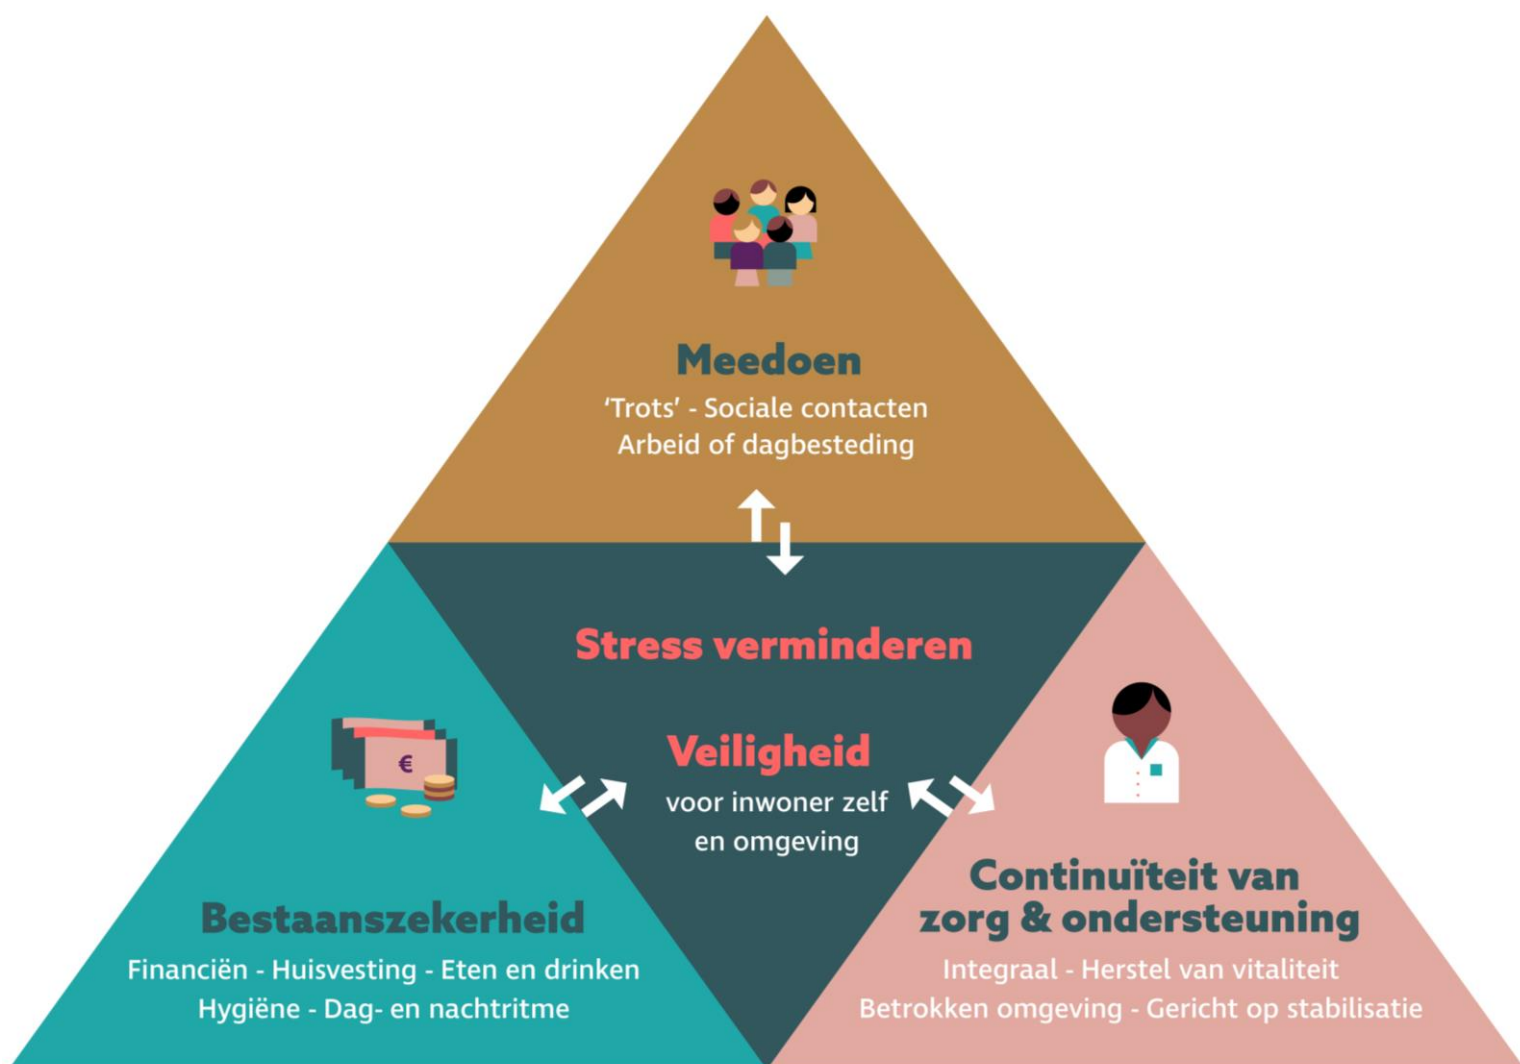 Meedoen
‘Trots’ - Sociale contacten
Arbeid of dagbesteding
Stress verminderen
Veiligheid
voor inwoner zelf
en omgeving
€
Bestaanszekerheid
Financiën - Huisvesting - Eten en drinken
Hygiëne - Dag- en nachtritme
Continuïteit van
zorg & ondersteuning
Integraal - Herstel van vitaliteit
Betrokken omgeving - Gericht op stabilisatie